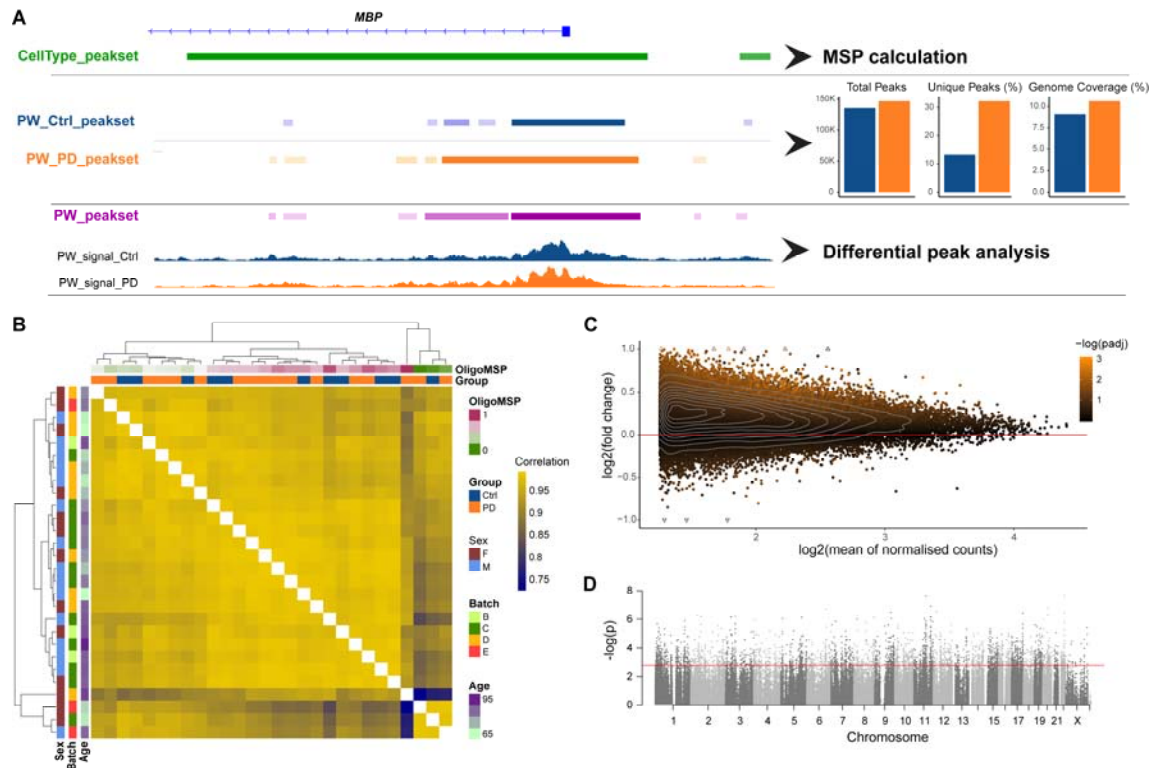 A
MBP
CellType_peakset
MSP calculation
Total Peaks
Unique Peaks (%)
Genome Coverage (%)
150K
100K
50K
0
30
20
10
0
10.0
7.5
5.0
2.5
0.0
PW_Ctrl_peakset
PW_PD_peakset
PW_peakset
PW_signal_Ctrl
PW_signal_PD
Differential peak analysis
B
OligoMSP
Group
OligoMSP
1
0
Group
Ctrl
PD
Sex
F
M
Batch
B
C
D
E
Age
95
65
Correlation
0.95
0.9
0.85
0.8
0.75
Sex
Batch
Age
C
log2(fold change)
1.0
0.5
0.0
−0.5
−1.0
2
3
4
log2(mean of normalised counts)
−log(padj)
3
2
1
D
-log(p)
8
6
4
2
0
1 2 3 4 5 6 7 8 9 10 11 12 13 15 17 19 21 X
Chromosome